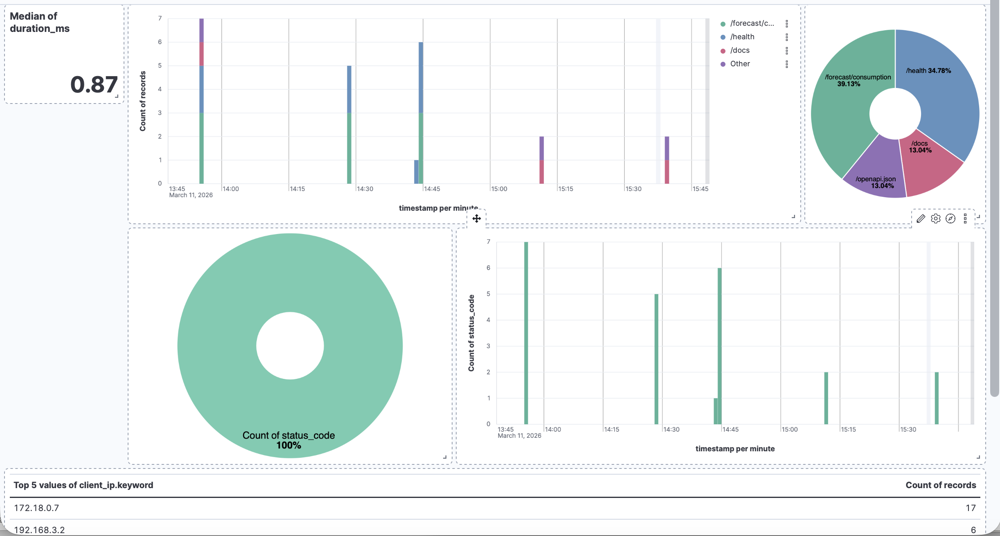 Median of
duration_ms
0.87
Count of records
7
6
5
4
3
2
1
0
13:45
March 11, 2026
14:00
14:15
14:30
14:45
15:00
15:15
15:30
15:45
timestamp per minute
/forecast/c...
/health
/docs
Other
/health 34.78%
/forecast/consumption
39.13%
/docs
13.04%
/openapi.json
13.04%
Count of status_code
100%
Count of status_code
7
6
5
4
3
2
1
0
13:45
March 11, 2026
14:00
14:15
14:30
14:45
15:00
15:15
15:30
timestamp per minute
Top 5 values of client_ip.keyword
Count of records
172.18.0.7
17
192.168.3.2
6